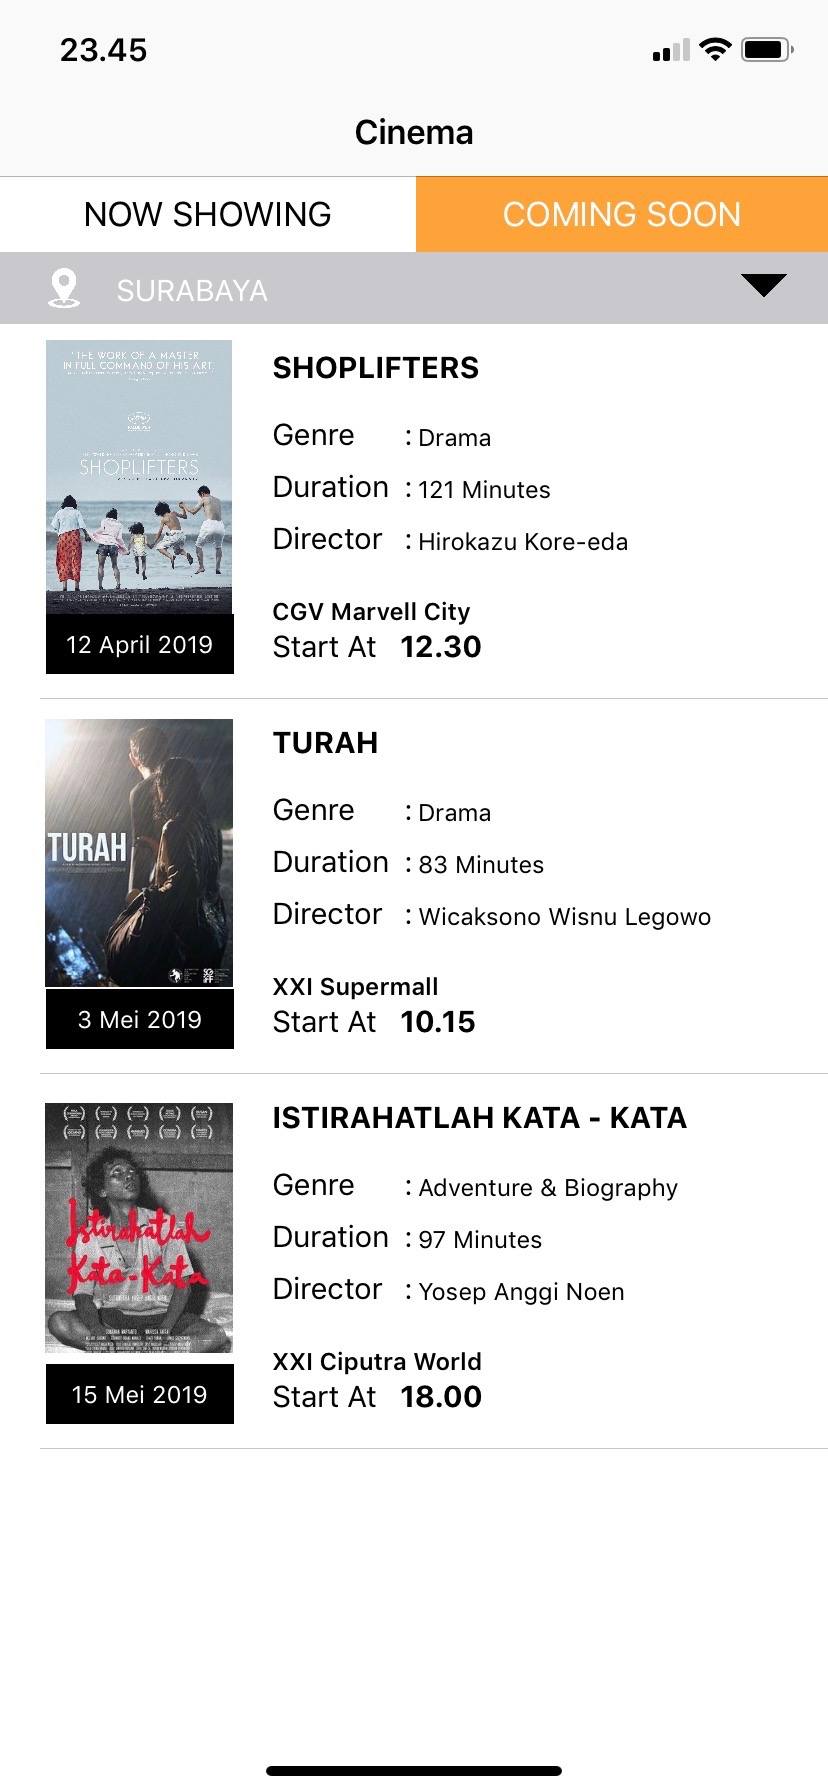 23.45
Cinema
NOW SHOWING
COMING SOON
SURABAYA
"THE WORK OF A MASTER
IN FULL COMMAND OF HIS ART."
SHOPLIFTERS
12 April 2019
SHOPLIFTERS
Genre : Drama
Duration : 121 Minutes
Director : Hirokazu Kore-eda
CGV Marvell City
Start At 12.30
TURAH
3 Mei 2019
TURAH
Genre : Drama
Duration : 83 Minutes
Director : Wicaksono Wisnu Legowo
XXI Supermall
Start At 10.15
Istirahatlah
Kata-Kata
15 Mei 2019
ISTIRAHATLAH KATA - KATA
Genre : Adventure & Biography
Duration : 97 Minutes
Director : Yosep Anggi Noen
XXI Ciputra World
Start At 18.00